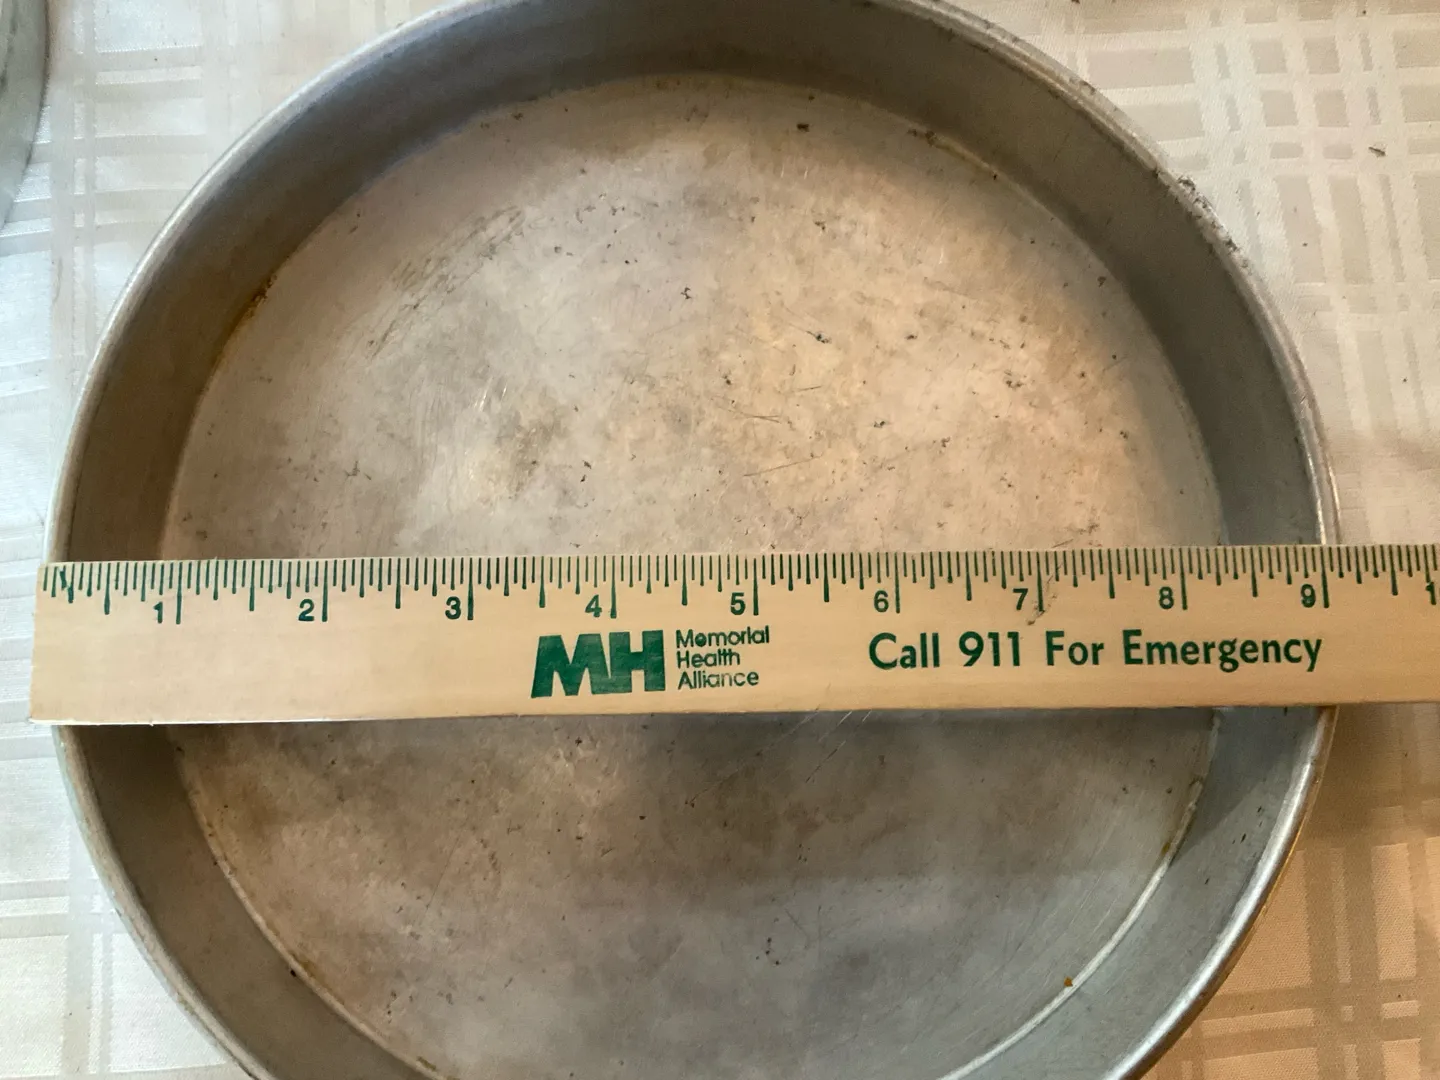 1 2 3 4 5 6 7 8 9
MH
Memorial
Health
Alliance
Call 911 For Emergency